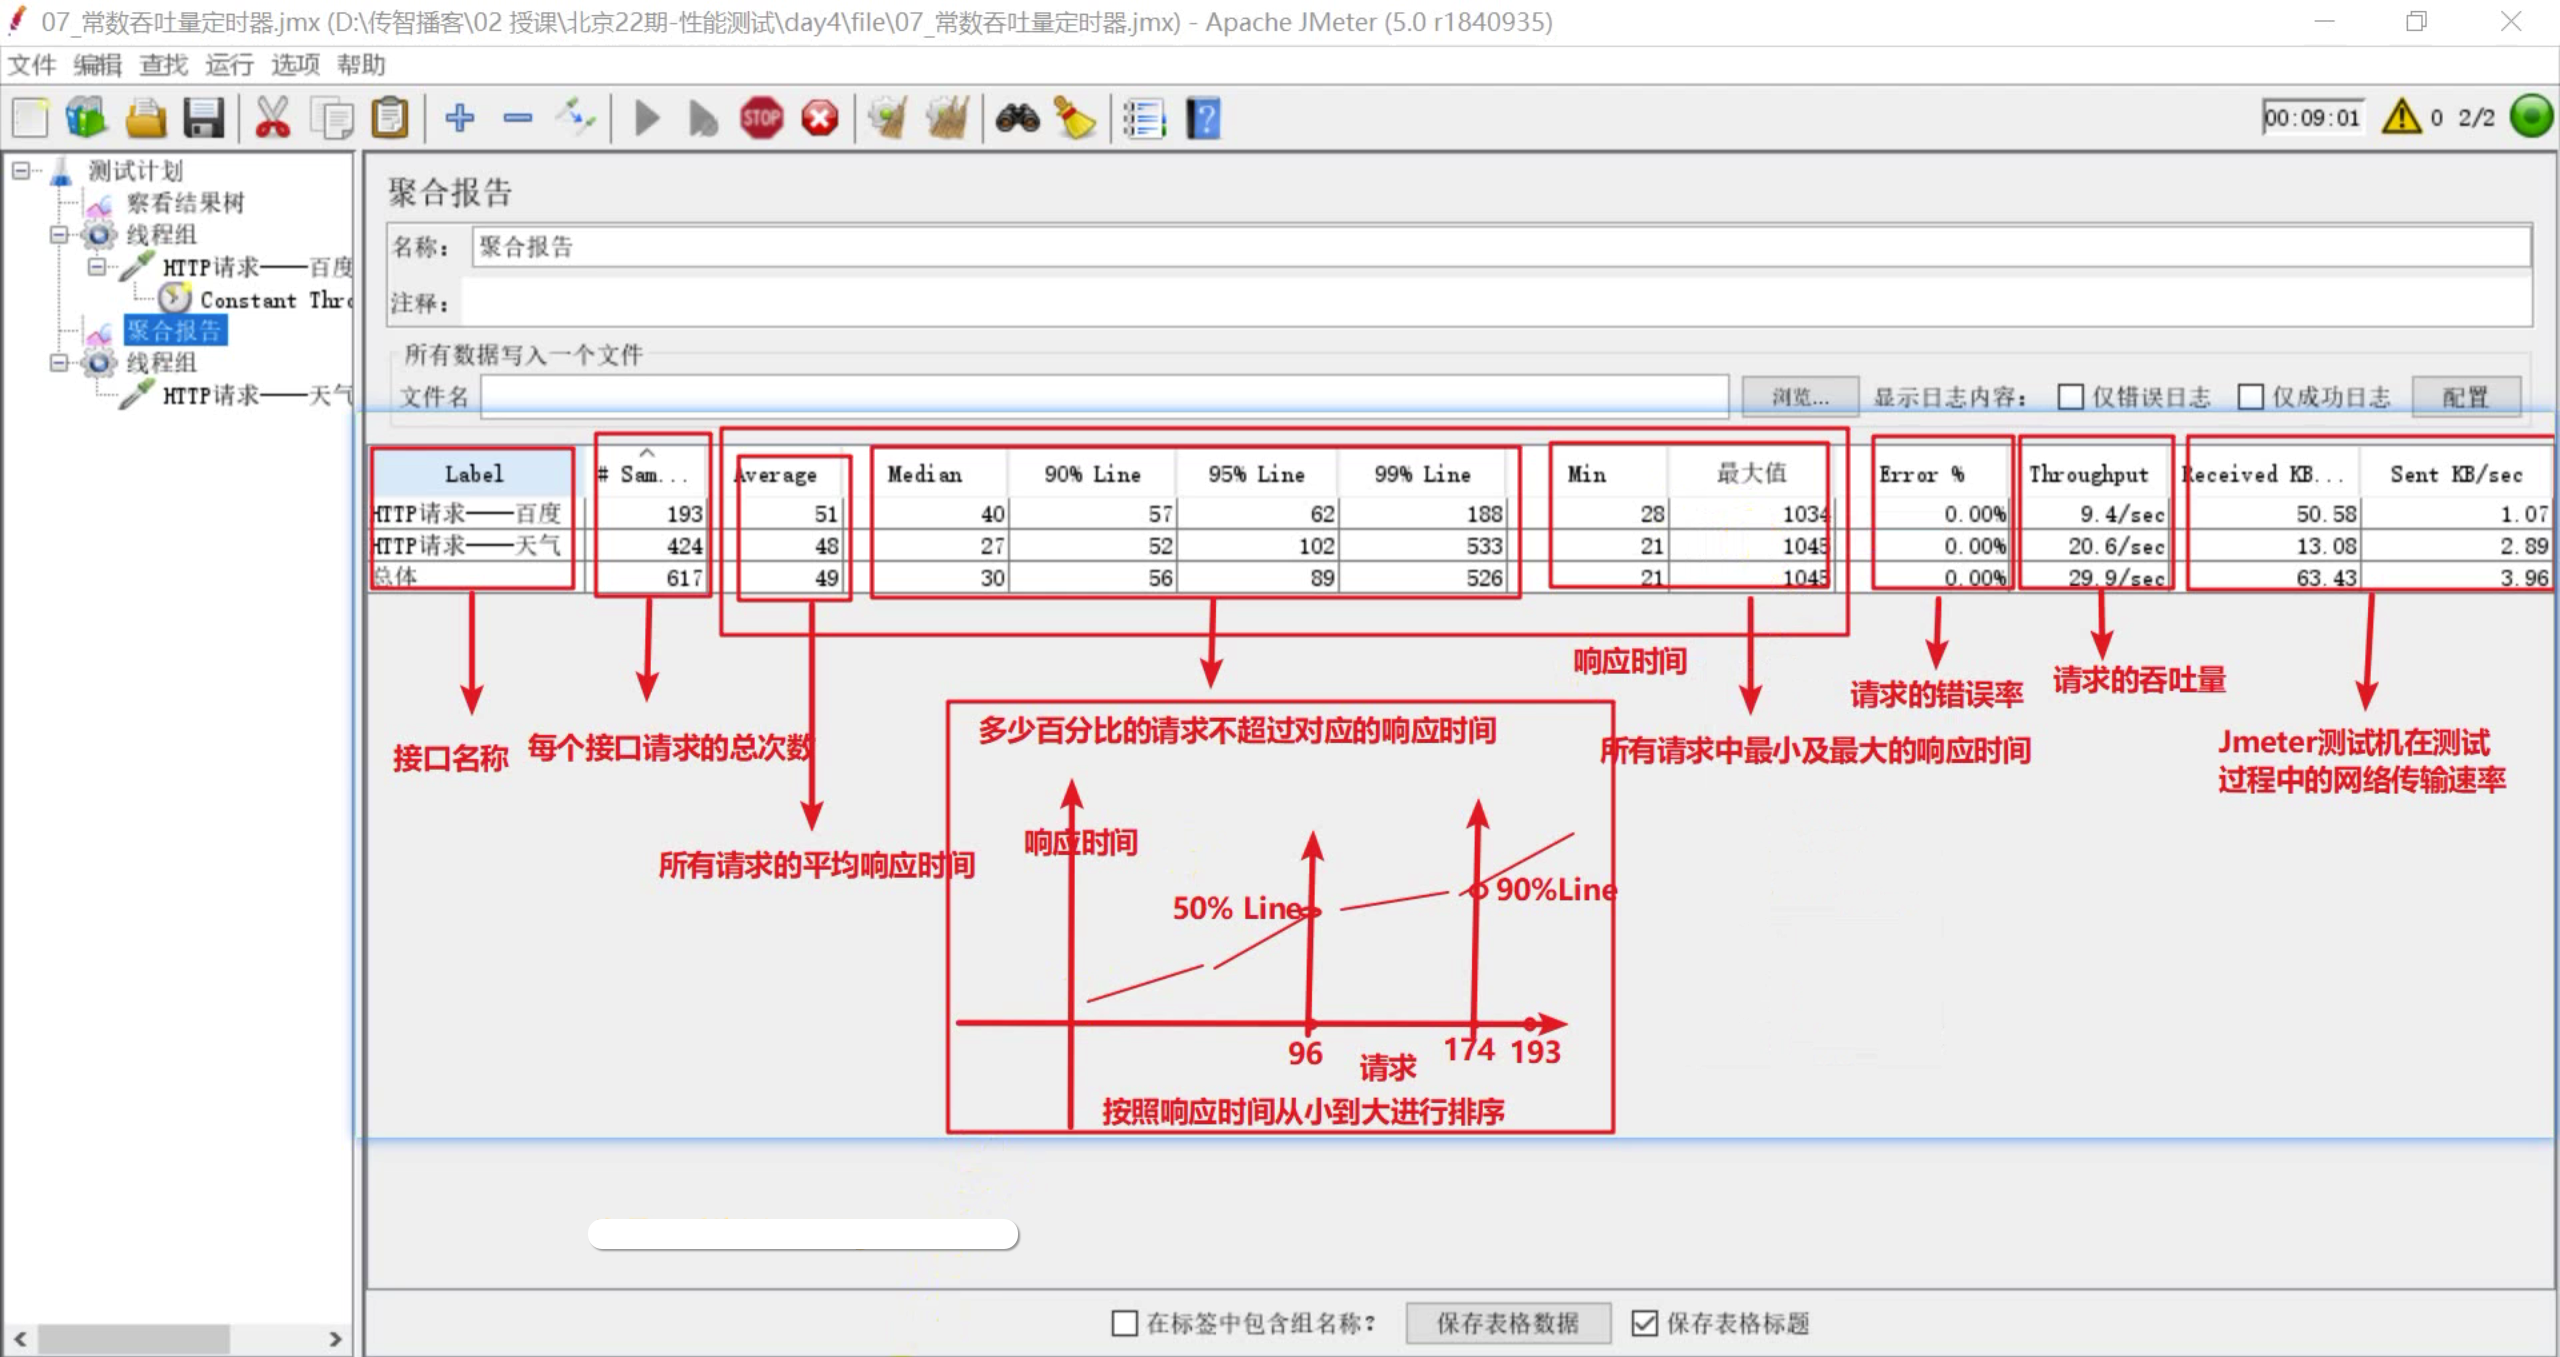 07_常数吞吐量定时器.jmx (D:\传智播客\02 授课\北京22期-性能测试\day4\file\07_常数吞吐量定时器.jmx) - Apache JMeter (5.0 r1840935)
文件 编辑 查找 运行 选项 帮助
STOP
00:09:01 0 2/2
测试计划
察看结果树
线程组
HTTP请求——百度
Constant Thro
聚合报告
线程组
HTTP请求——天气
聚合报告
名称： 聚合报告
注释：
所有数据写入一个文件
文件名 浏览... 显示日志内容： 仅错误日志 仅成功日志 配置
Label # Sam... Average Median 90% Line 95% Line 99% Line Min 最大值 Error % Throughput Received KB... Sent KB/sec
HTTP请求——百度 193 51 40 57 62 188 28 1034 0.00% 9.4/sec 50.58 1.07
HTTP请求——天气 424 48 27 52 102 533 21 1045 0.00% 20.6/sec 13.08 2.89
总体 617 49 30 56 89 526 21 1045 0.00% 29.9/sec 63.43 3.96
响应时间
请求的错误率
请求的吞吐量
接口名称
每个接口请求的总次数
多少百分比的请求不超过对应的响应时间
所有请求中最小及最大的响应时间
Jmeter测试机在测试
过程中的网络传输速率
所有请求的平均响应时间
响应时间
50% Line
90%Line
96 请求 174 193
按照响应时间从小到大进行排序
在标签中包含组名称? 保存表格数据 保存表格标题